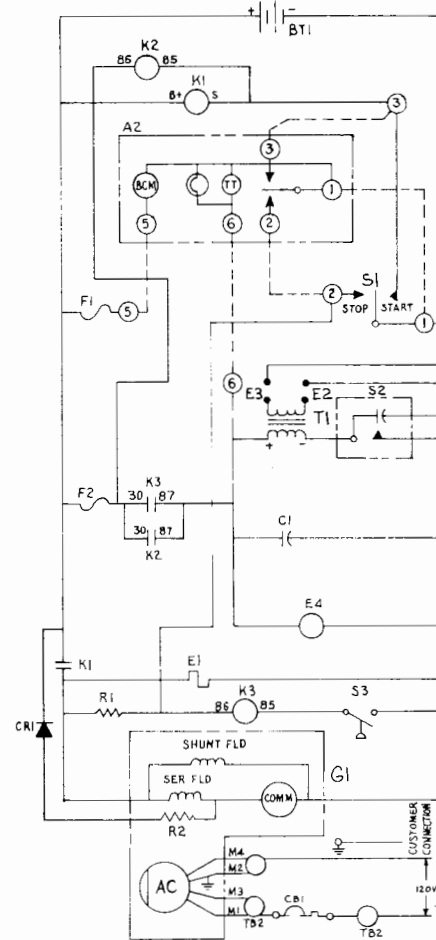 + -
BT1
K2
86 85
K1
B+ S
3
A2
3
BCM
TT
1
5
6
2
F1
5
2
S1
STOP START
1
6
E3 E2
S2
T1
+ -
F2
K3
30 87
30 87
K2
C1
E4
K1
E1
R1
K3
86 85
S3
CR1
SHUNT FLD
G1
SER FLD
COMM
R2
CUSTOMER
CONNECTION
M4
M2
AC
M3
M1
TB2
CB1
TB2
120V